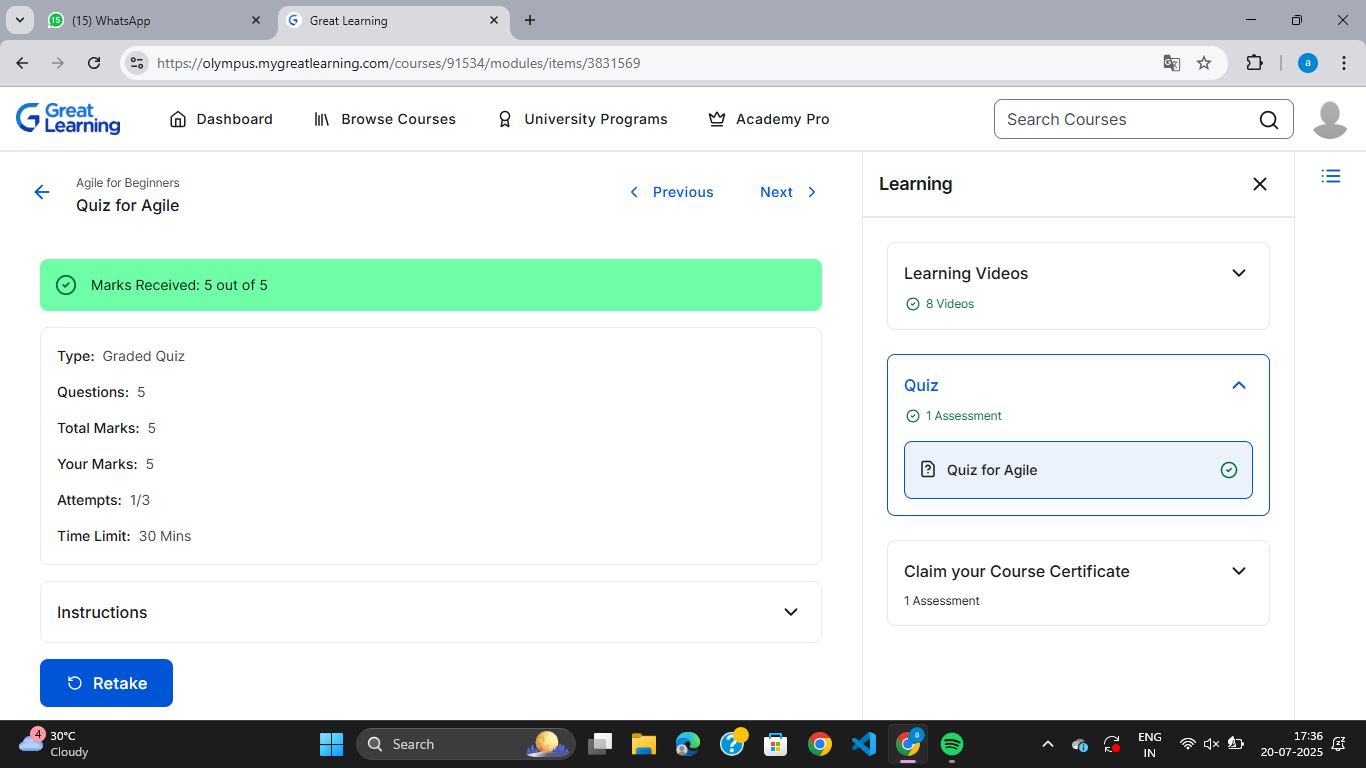 (15) WhatsApp
Great Learning
https://olympus.mygreatlearning.com/courses/91534/modules/items/3831569
a
Great Learning
Dashboard
Browse Courses
University Programs
Academy Pro
Search Courses
Agile for Beginners
Quiz for Agile
Previous
Next
Marks Received: 5 out of 5
Type: Graded Quiz
Questions: 5
Total Marks: 5
Your Marks: 5
Attempts: 1/3
Time Limit: 30 Mins
Instructions
Retake
Learning
Learning Videos
8 Videos
Quiz
1 Assessment
Quiz for Agile
Claim your Course Certificate
1 Assessment
4
30°C
Cloudy
Search
a
ENG
IN
17:36
20-07-2025